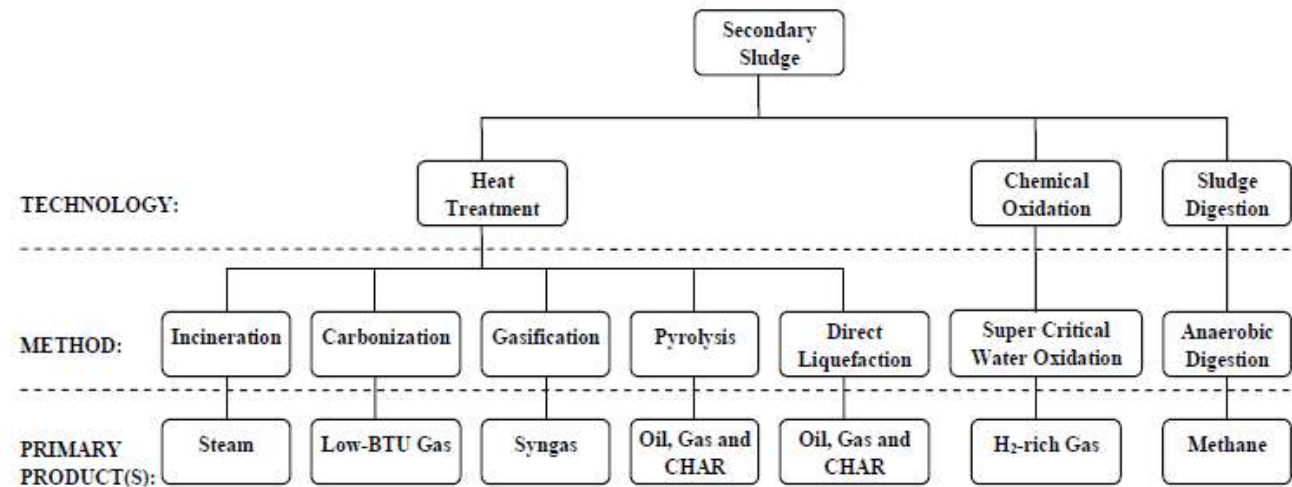 Secondary
Sludge
Heat
Treatment
Chemical
Oxidation
Sludge
Digestion
TECHNOLOGY:
Incineration
Carbonization
Gasification
Pyrolysis
Direct
Liquefaction
Super Critical
Water Oxidation
Anaerobic
Digestion
METHOD:
Steam
Low-BTU Gas
Syngas
Oil, Gas and
CHAR
Oil, Gas and
CHAR
H₂-rich Gas
Methane
PRIMARY
PRODUCT(S):